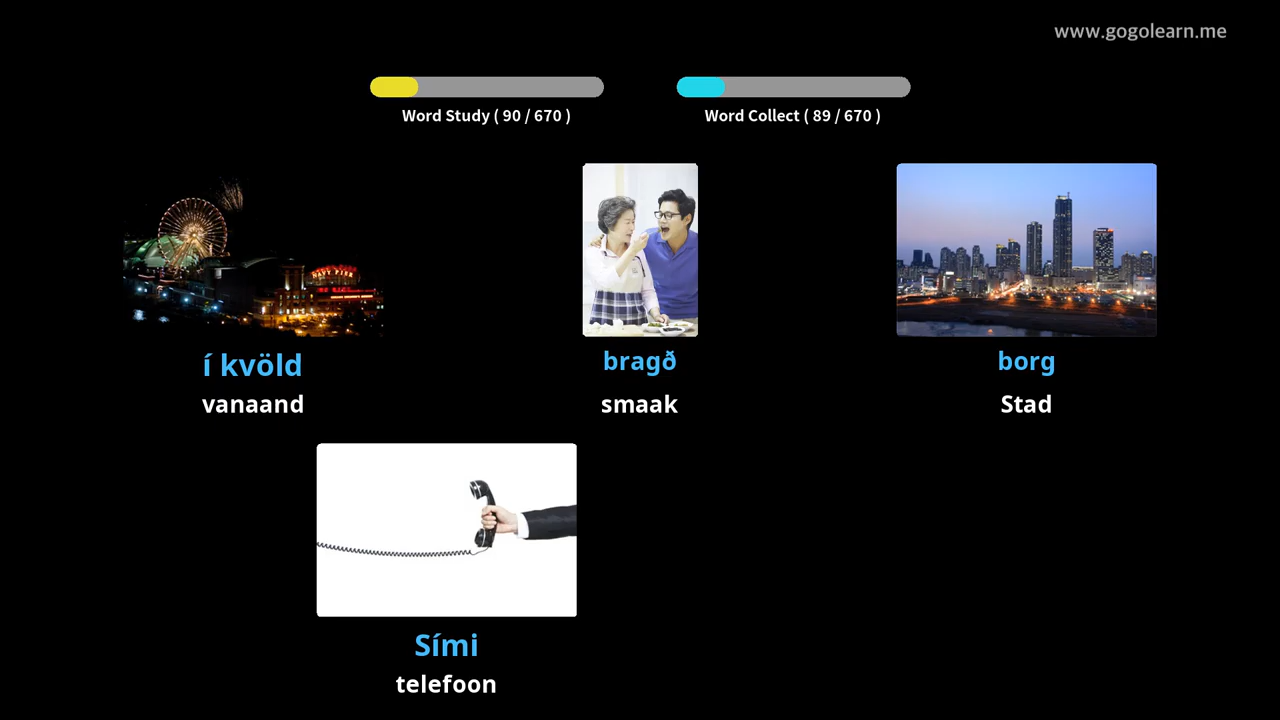 www.gogolearn.me
Word Study ( 90 / 670 )
Word Collect ( 89 / 670 )
í kvöld
vanaand
bragð
smaak
borg
Stad
Sími
telefoon